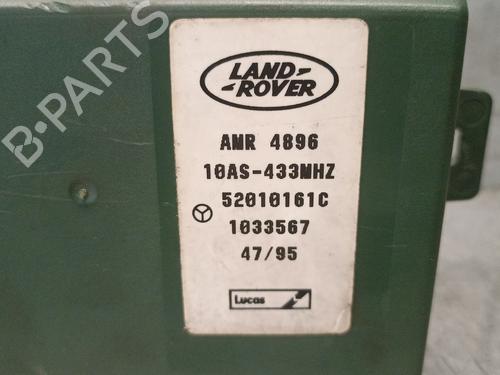 B-PARTS
LAND-
-ROVER
AMR 4896
10AS-433MHZ
52010161C
1033567
47/95
Lucas